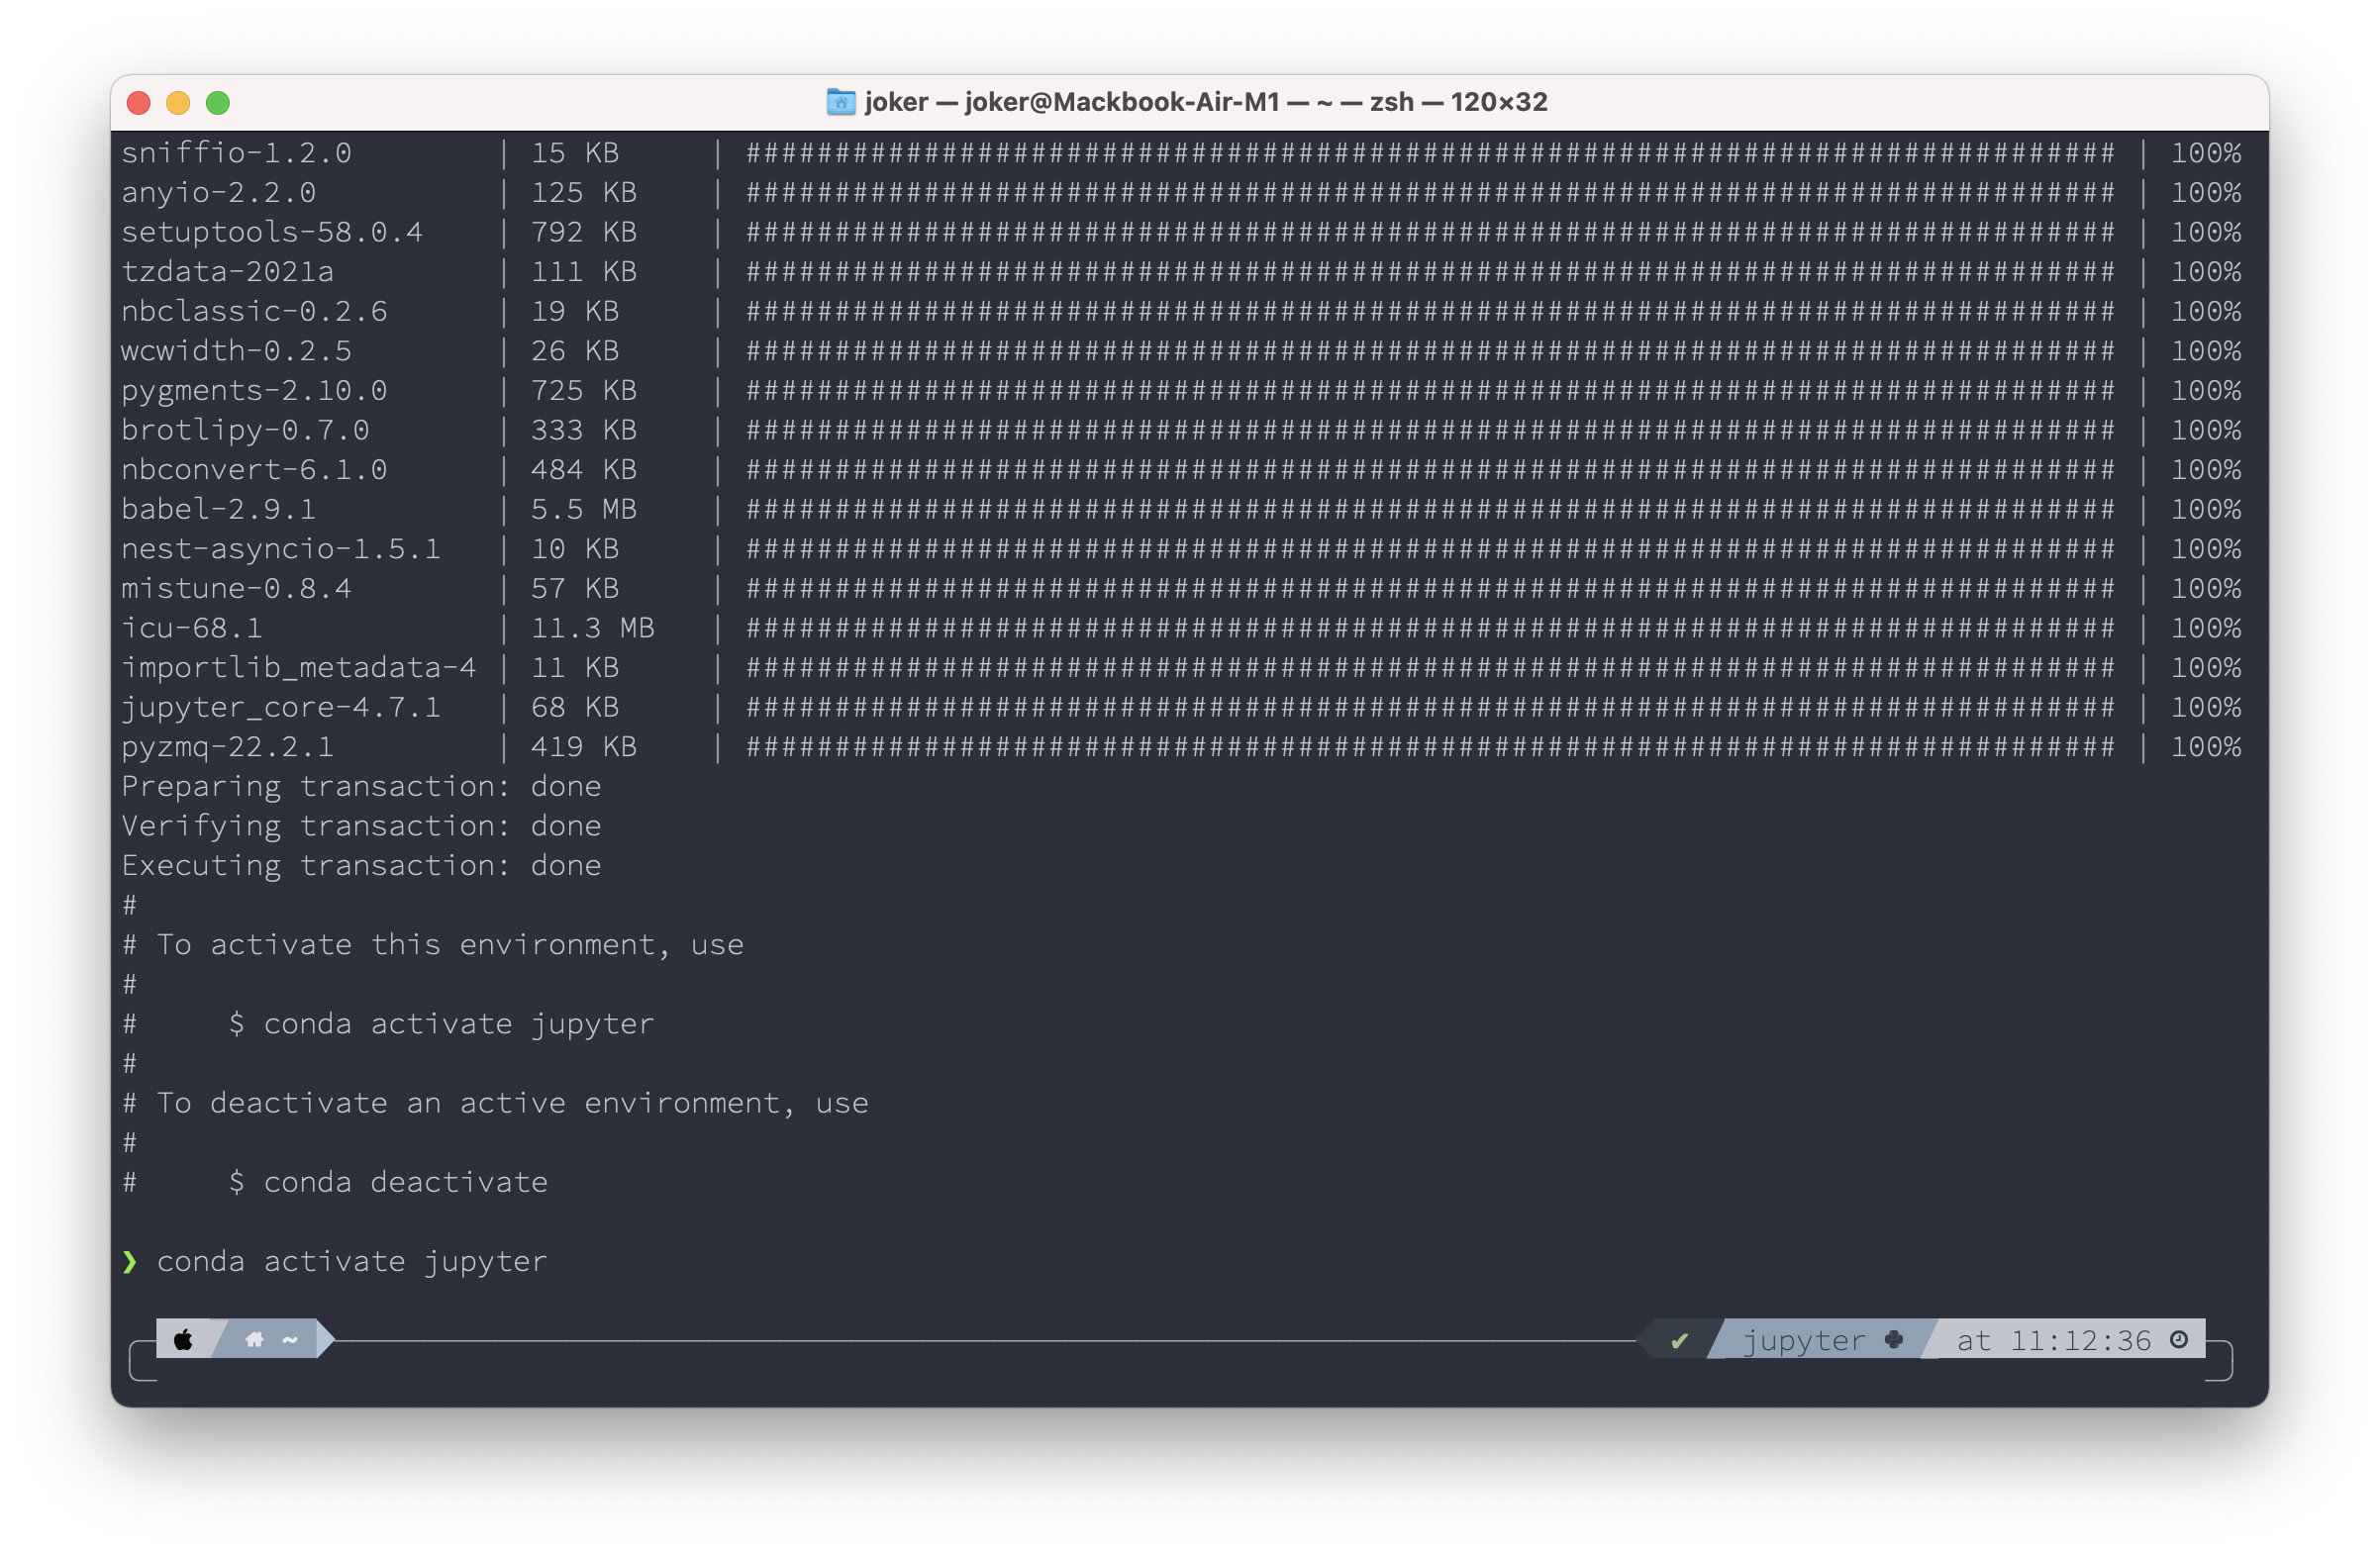 joker — joker@Mackbook-Air-M1 — ~ — zsh — 120×32
sniffio-1.2.0        | 15 KB     | ############################################################################# | 100%
anyio-2.2.0          | 125 KB    | ############################################################################# | 100%
setuptools-58.0.4    | 792 KB    | ############################################################################# | 100%
tzdata-2021a         | 111 KB    | ############################################################################# | 100%
nbclassic-0.2.6      | 19 KB     | ############################################################################# | 100%
wcwidth-0.2.5        | 26 KB     | ############################################################################# | 100%
pygments-2.10.0      | 725 KB    | ############################################################################# | 100%
brotlipy-0.7.0       | 333 KB    | ############################################################################# | 100%
nbconvert-6.1.0      | 484 KB    | ############################################################################# | 100%
babel-2.9.1          | 5.5 MB    | ############################################################################# | 100%
nest-asyncio-1.5.1   | 10 KB     | ############################################################################# | 100%
mistune-0.8.4        | 57 KB     | ############################################################################# | 100%
icu-68.1             | 11.3 MB   | ############################################################################# | 100%
importlib_metadata-4 | 11 KB     | ############################################################################# | 100%
jupyter_core-4.7.1   | 68 KB     | ############################################################################# | 100%
pyzmq-22.2.1         | 419 KB    | ############################################################################# | 100%
Preparing transaction: done
Verifying transaction: done
Executing transaction: done
#
# To activate this environment, use
#
#     $ conda activate jupyter
#
# To deactivate an active environment, use
#
#     $ conda deactivate
❯ conda activate jupyter
~ ✔ jupyter at 11:12:36